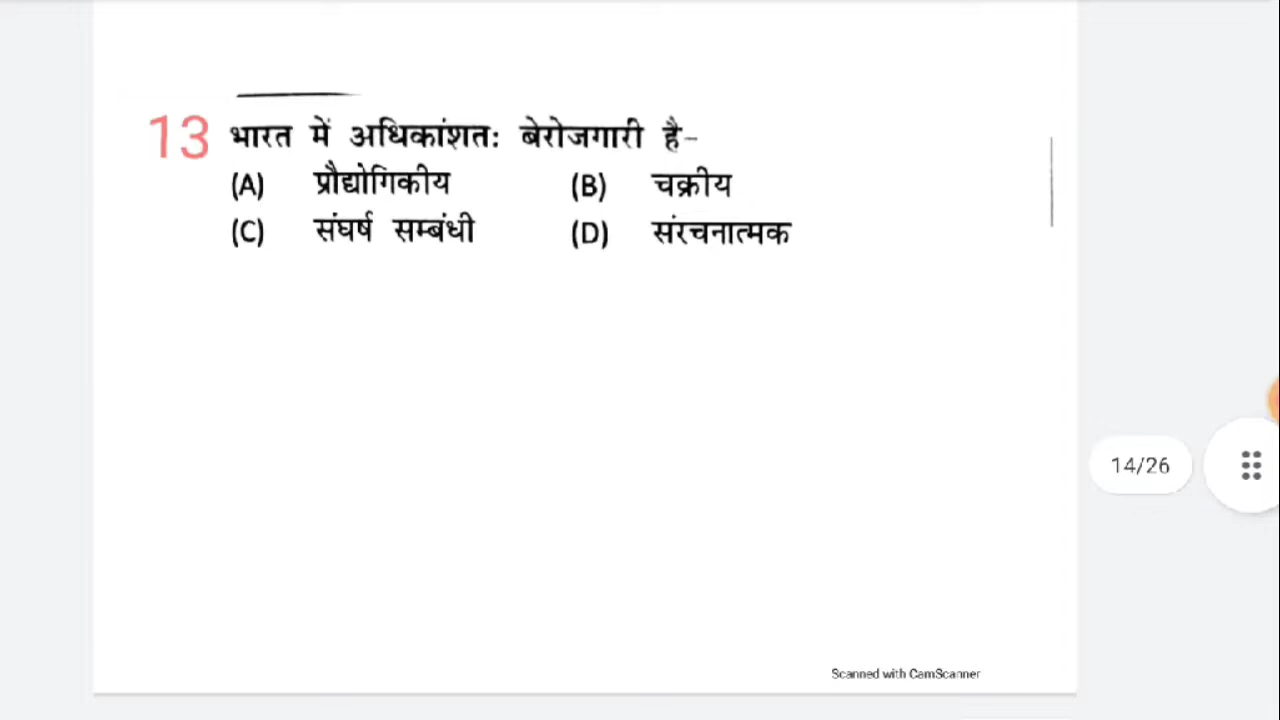 13 भारत में अधिकांशतः बेरोजगारी है-
(A) प्रौद्योगिकीय (B) चक्रीय
(C) संघर्ष सम्बंधी (D) संरचनात्मक
14/26
Scanned with CamScanner